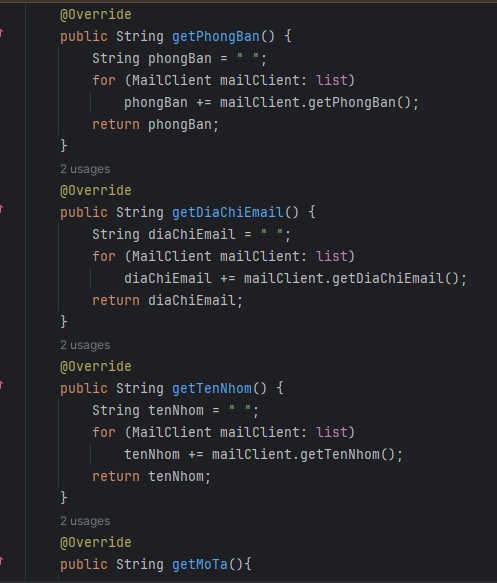 @Override
public String getPhongBan() {
String phongBan = " ";
for (MailClient mailClient: list)
phongBan += mailClient.getPhongBan();
return phongBan;
}
2 usages
@Override
public String getDiaChiEmail() {
String diaChiEmail = " ";
for (MailClient mailClient: list)
diaChiEmail += mailClient.getDiaChiEmail();
return diaChiEmail;
}
2 usages
@Override
public String getTenNhom() {
String tenNhom = " ";
for (MailClient mailClient: list)
tenNhom += mailClient.getTenNhom();
return tenNhom;
}
2 usages
@Override
public String getMoTa(){